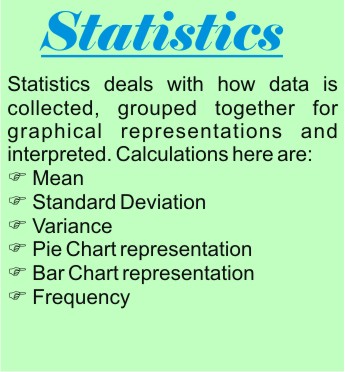 Statistics
Statistics deals with how data is
collected, grouped together for
graphical representations and
interpreted. Calculations here are:
☞ Mean
☞ Standard Deviation
☞ Variance
☞ Pie Chart representation
☞ Bar Chart representation
☞ Frequency